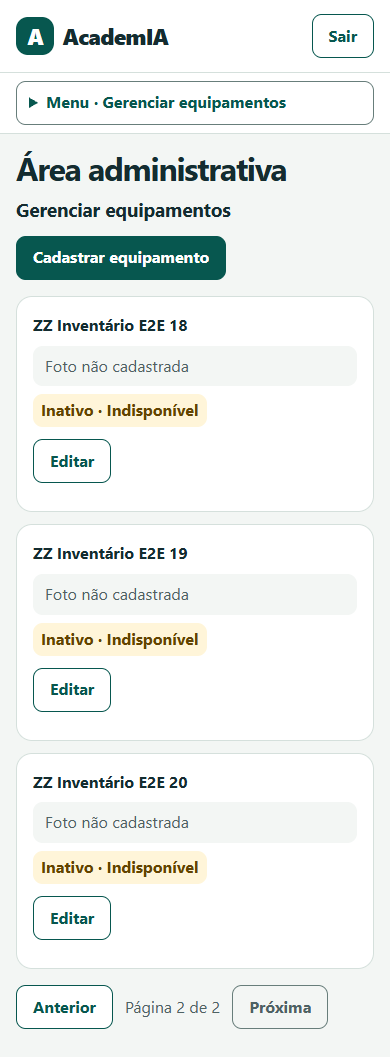 A AcademIA
Sair
Menu · Gerenciar equipamentos
Área administrativa
Gerenciar equipamentos
Cadastrar equipamento
ZZ Inventário E2E 18
Foto não cadastrada
Inativo · Indisponível
Editar
ZZ Inventário E2E 19
Foto não cadastrada
Inativo · Indisponível
Editar
ZZ Inventário E2E 20
Foto não cadastrada
Inativo · Indisponível
Editar
Anterior Página 2 de 2 Próxima